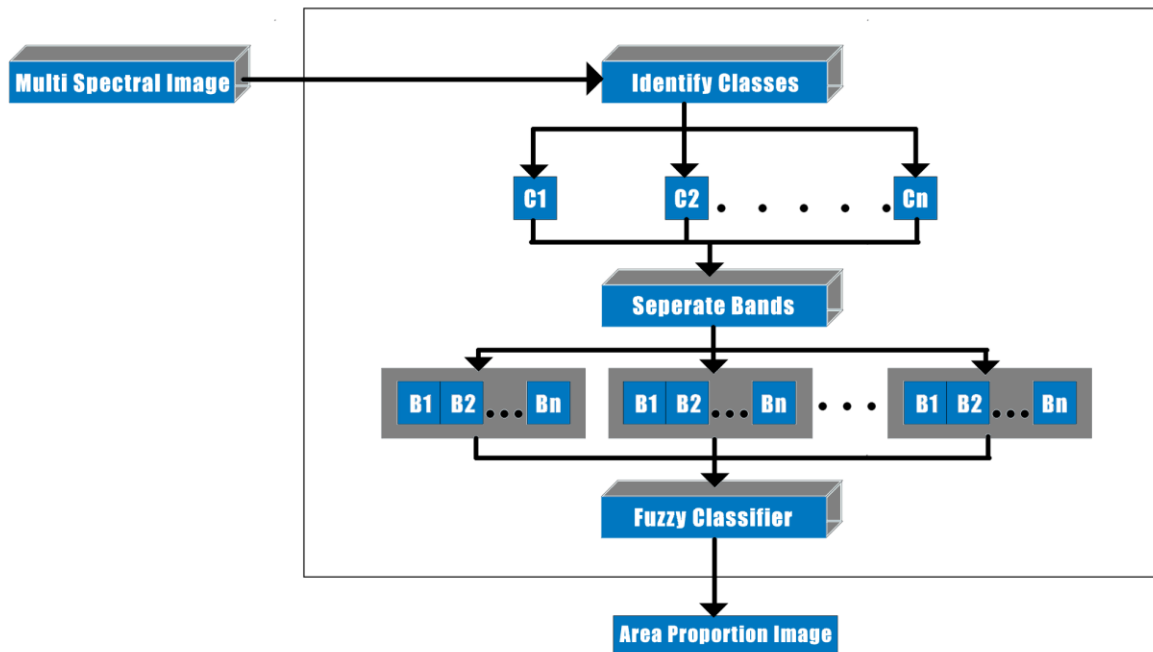 Multi Spectral Image
Identify Classes
C1 C2 . . . . . Cn
Seperate Bands
B1 B2 ... Bn B1 B2 ... Bn . . . B1 B2 ... Bn
Fuzzy Classifier
Area Proportion Image